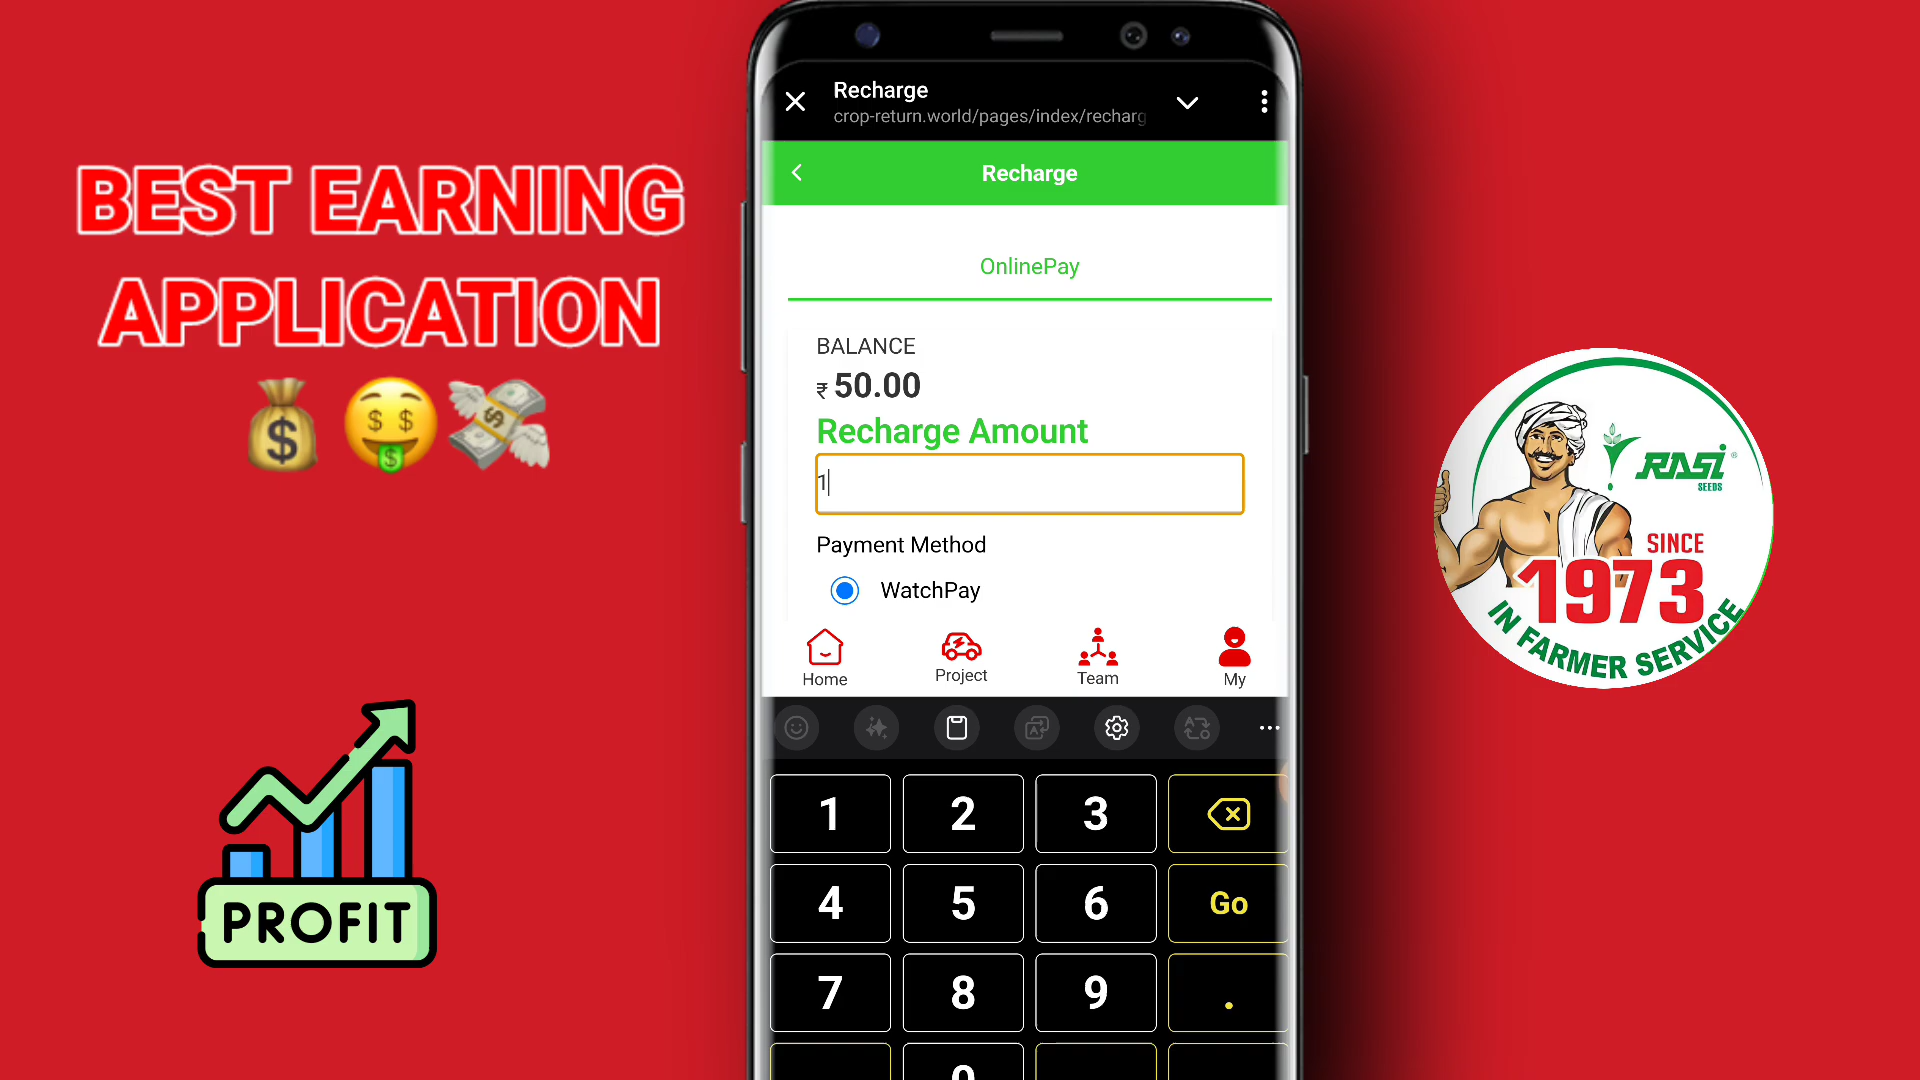 BEST EARNING
APPLICATION
PROFIT
Recharge
crop-return.world/pages/index/recharg
Recharge
OnlinePay
BALANCE
₹ 50.00
Recharge Amount
1
Payment Method
WatchPay
Home Project Team My
1 2 3
4 5 6 Go
7 8 9 .
0
RASI ®
SEEDS
SINCE
1973
IN FARMER SERVICE